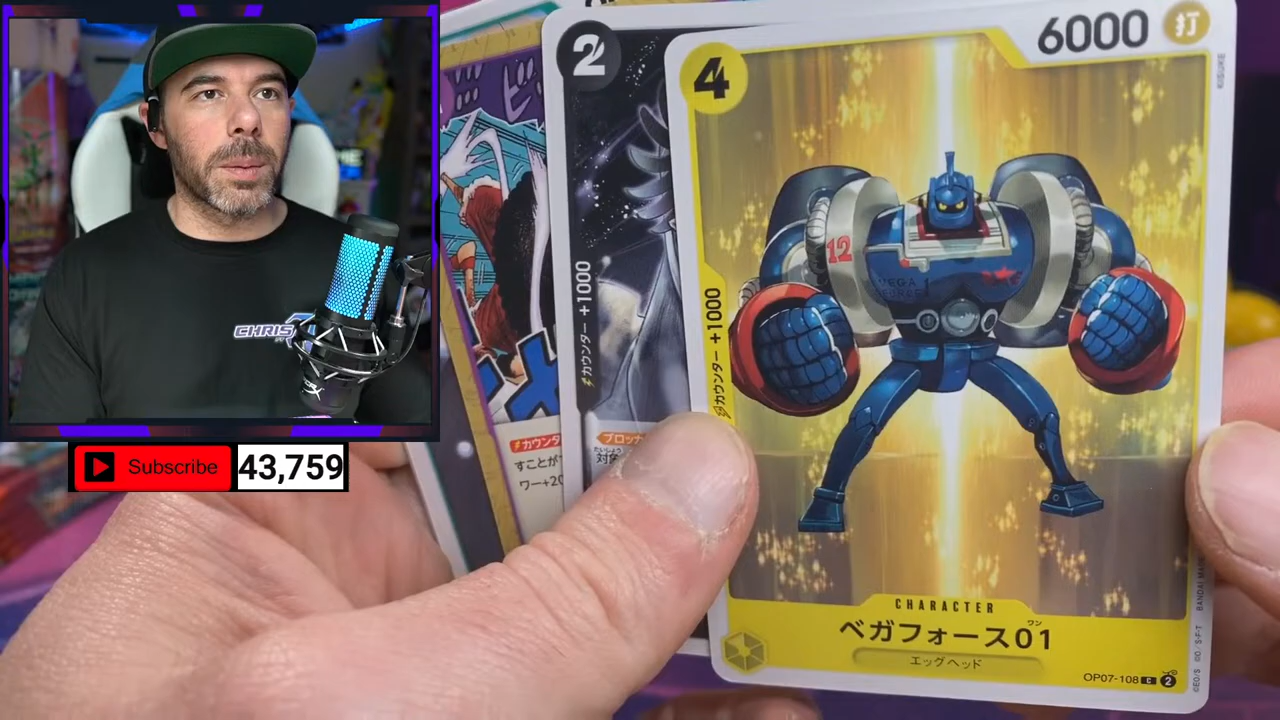 CHRIS
Subscribe
43,759
ビ
カウンタ
すことが
ワー+20
2
カウンター +1000
ブロッカ
対象
4
6000
打
カウンター +1000
12
VEGA
CHARACTER
ワン
ベガフォース01
エッグヘッド
OP07-108 C 2